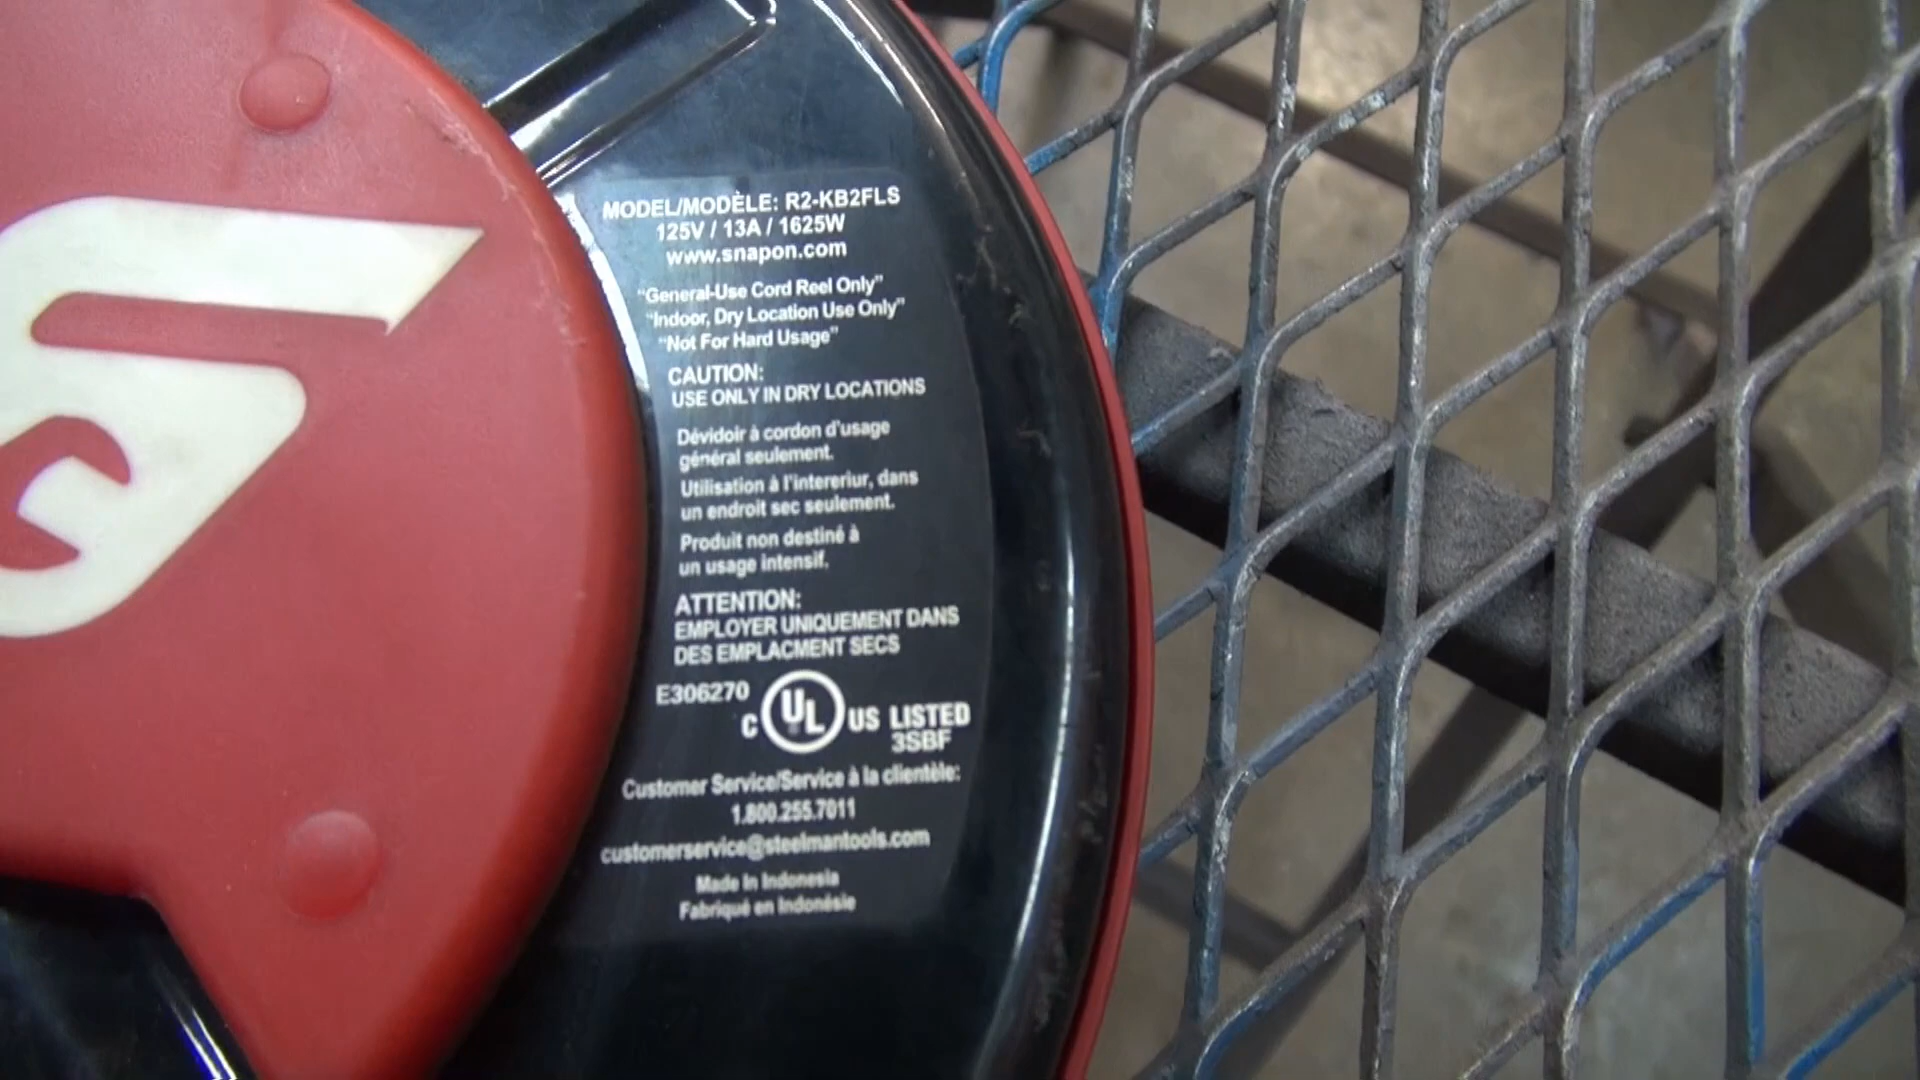 MODEL/MODÈLE: R2-KB2FLS
125V / 13A / 1625W
www.snapon.com
"General-Use Cord Reel Only"
"Indoor, Dry Location Use Only"
"Not For Hard Usage"
CAUTION:
USE ONLY IN DRY LOCATIONS
Dévidoir à cordon d'usage
général seulement.
Utilisation à l'intereriur, dans
un endroit sec seulement.
Produit non destiné à
un usage intensif.
ATTENTION:
EMPLOYER UNIQUEMENT DANS
DES EMPLACMENT SECS
E306270
C UL US LISTED
3SBF
Customer Service/Service à la clientèle:
1.800.255.7011
customerservice@steelmantools.com
Made In Indonesia
Fabriqué en Indonésie